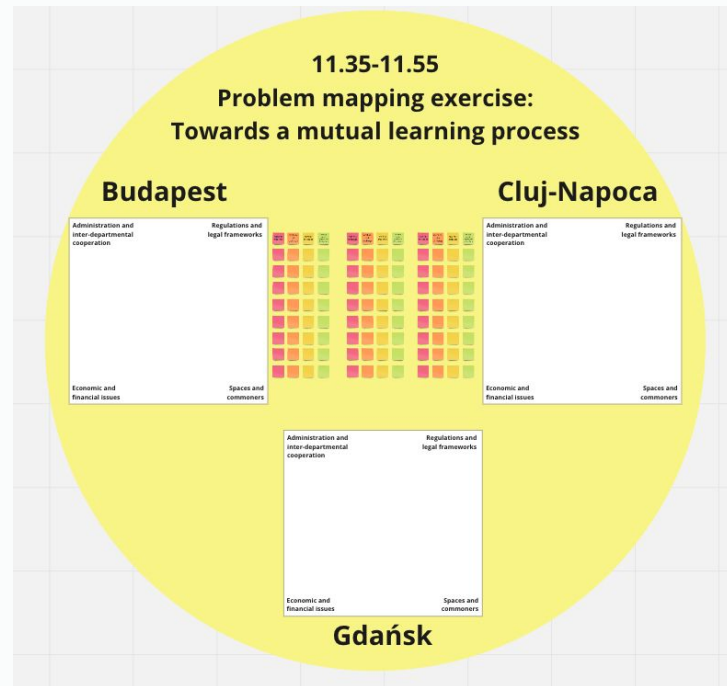 11.35-11.55
Problem mapping exercise:
Towards a mutual learning process
Budapest
Cluj-Napoca
Administration and
inter-departmental
cooperation
Regulations and
legal frameworks
Economic and
financial issues
Spaces and
commoners
Administration and
inter-departmental
cooperation
Regulations and
legal frameworks
Economic and
financial issues
Spaces and
commoners
Administration and
inter-departmental
cooperation
Regulations and
legal frameworks
Economic and
financial issues
Spaces and
commoners
Gdańsk